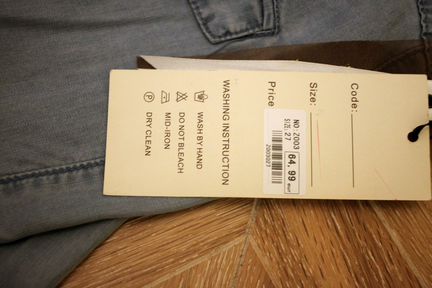 Code:
Size:
Price
NO. Z003
SIZE: 27
64.99
2003027
WASHING INSTRUCTION
WASH BY HAND
DO NOT BLEACH
MID-IRON
DRY CLEAN